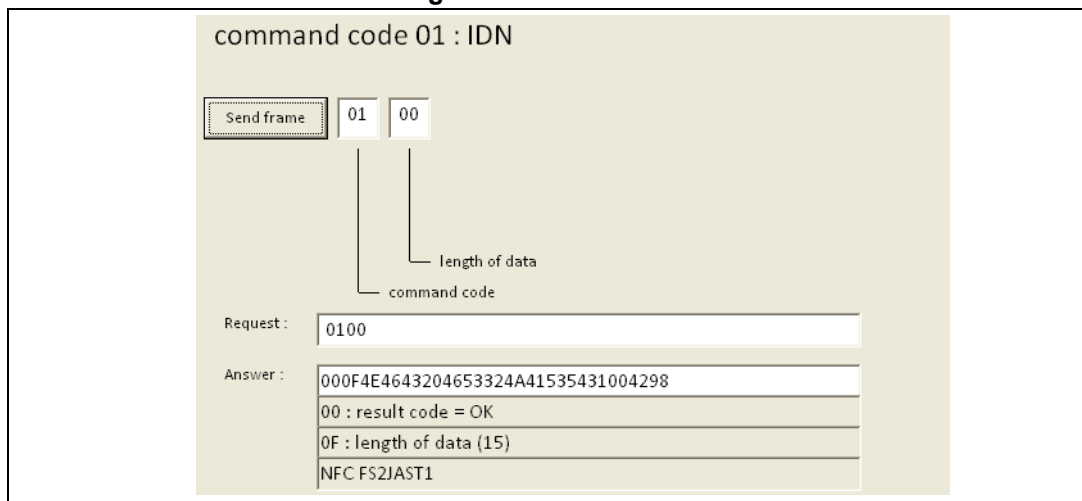 command code 01 : IDN
Send frame 01 00
length of data
command code
Request : 0100
Answer : 000F4E4643204653324A41535431004298
00 : result code = OK
0F : length of data (15)
NFC FS2JAST1